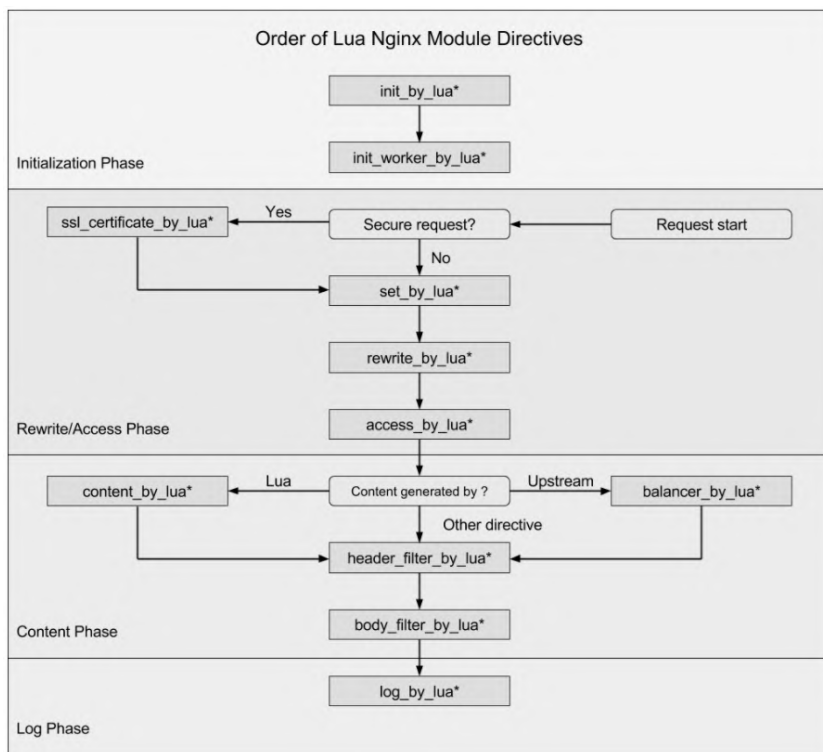 Order of Lua Nginx Module Directives
init_by_lua*
init_worker_by_lua*
Initialization Phase
Yes
ssl_certificate_by_lua*
Secure request?
Request start
No
set_by_lua*
rewrite_by_lua*
access_by_lua*
Rewrite/Access Phase
Lua
Upstream
content_by_lua*
Content generated by ?
balancer_by_lua*
Other directive
header_filter_by_lua*
body_filter_by_lua*
Content Phase
log_by_lua*
Log Phase